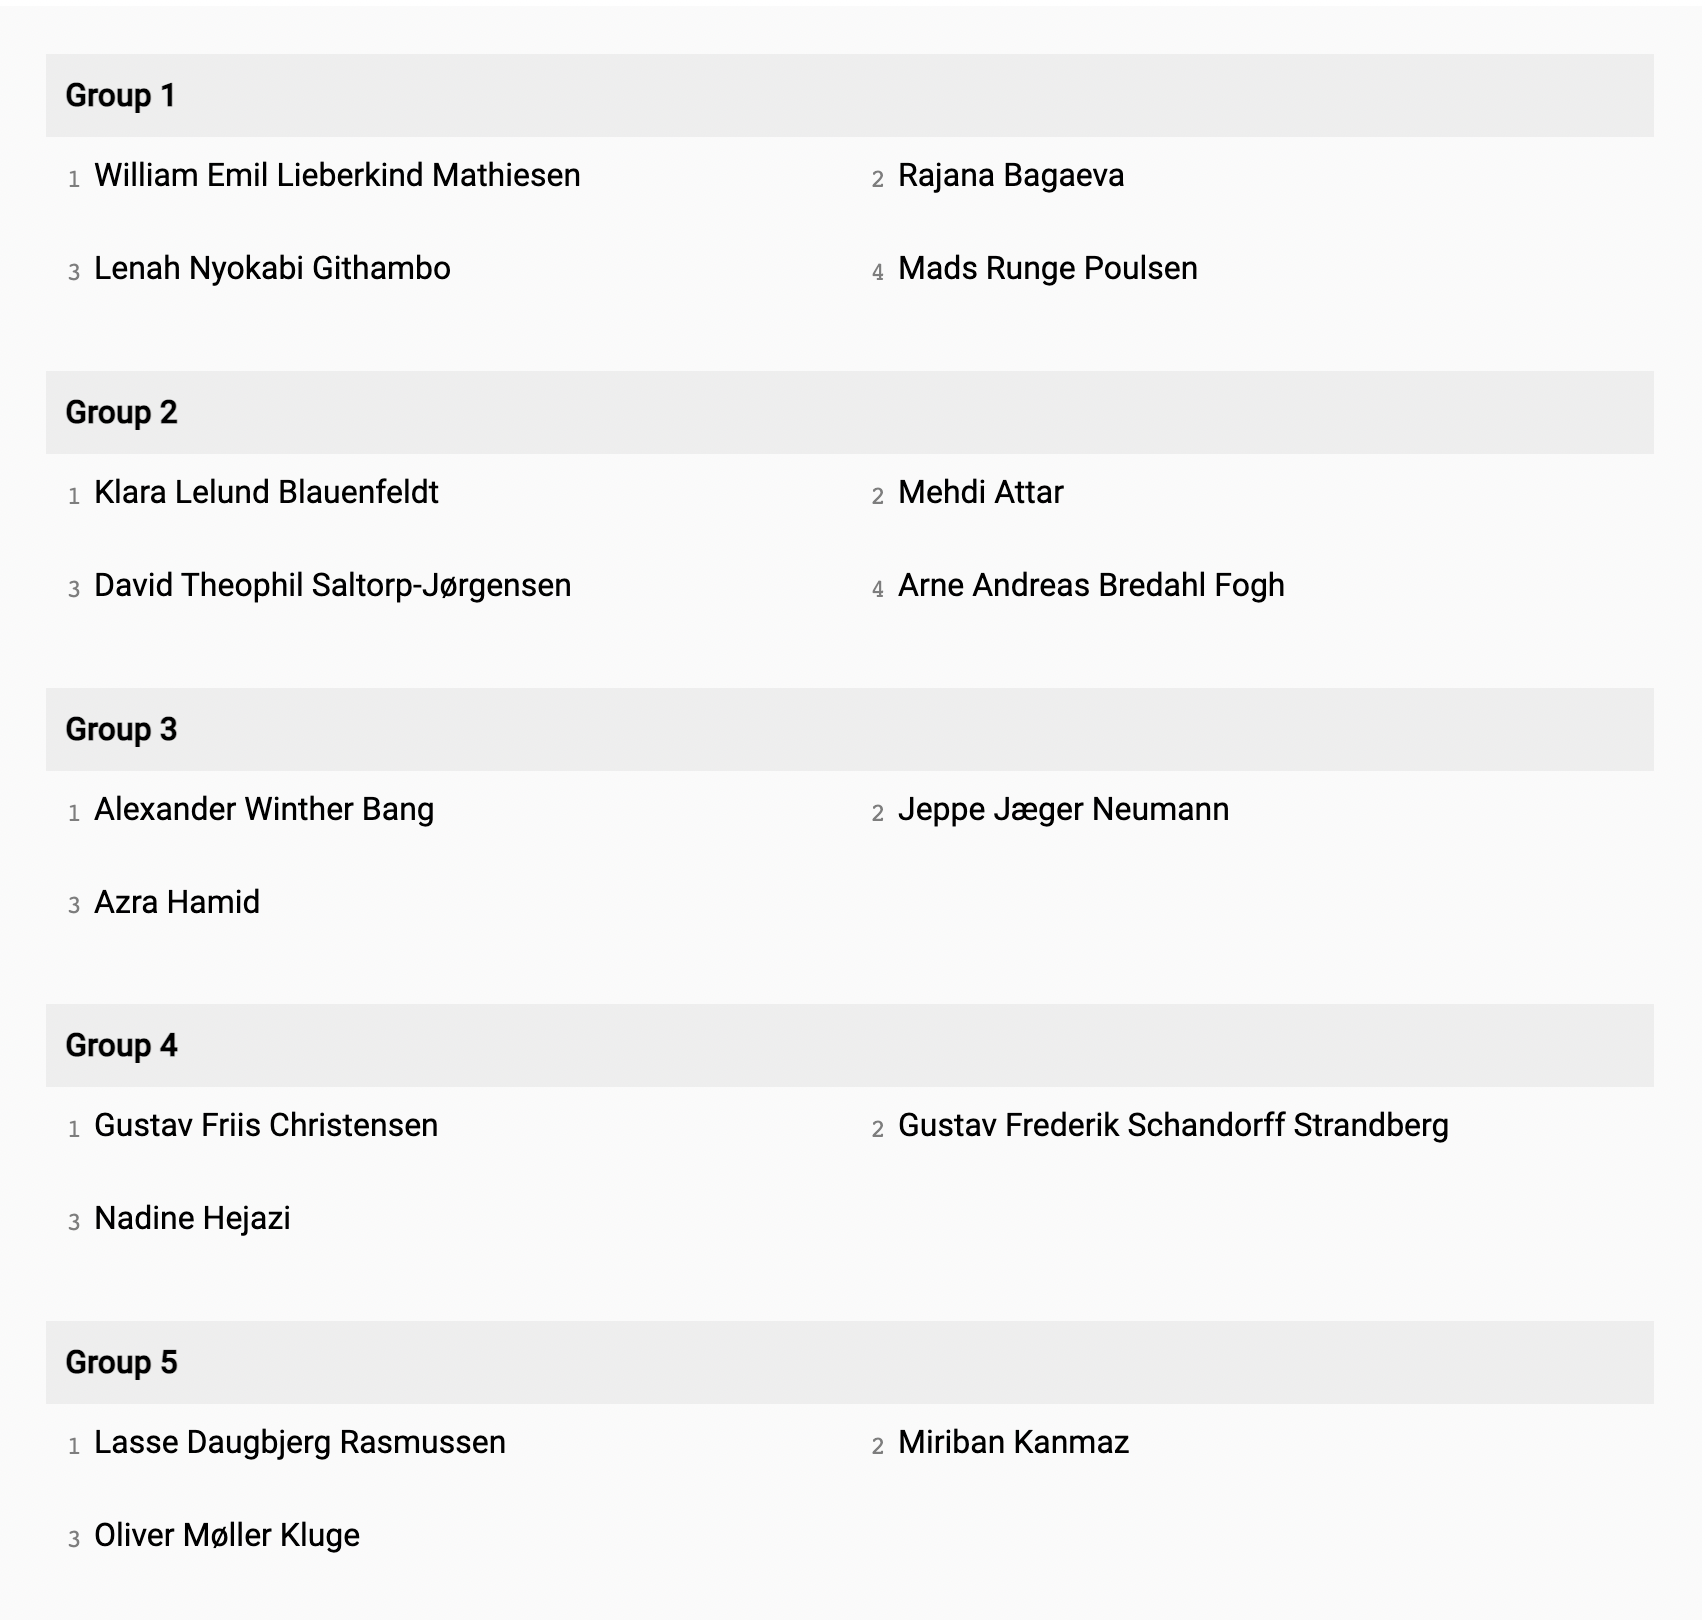 Group 1
1 William Emil Lieberkind Mathiesen 2 Rajana Bagaeva
3 Lenah Nyokabi Githambo 4 Mads Runge Poulsen
Group 2
1 Klara Lelund Blauenfeldt 2 Mehdi Attar
3 David Theophil Saltorp-Jørgensen 4 Arne Andreas Bredahl Fogh
Group 3
1 Alexander Winther Bang 2 Jeppe Jæger Neumann
3 Azra Hamid
Group 4
1 Gustav Friis Christensen 2 Gustav Frederik Schandorff Strandberg
3 Nadine Hejazi
Group 5
1 Lasse Daugbjerg Rasmussen 2 Miriban Kanmaz
3 Oliver Møller Kluge